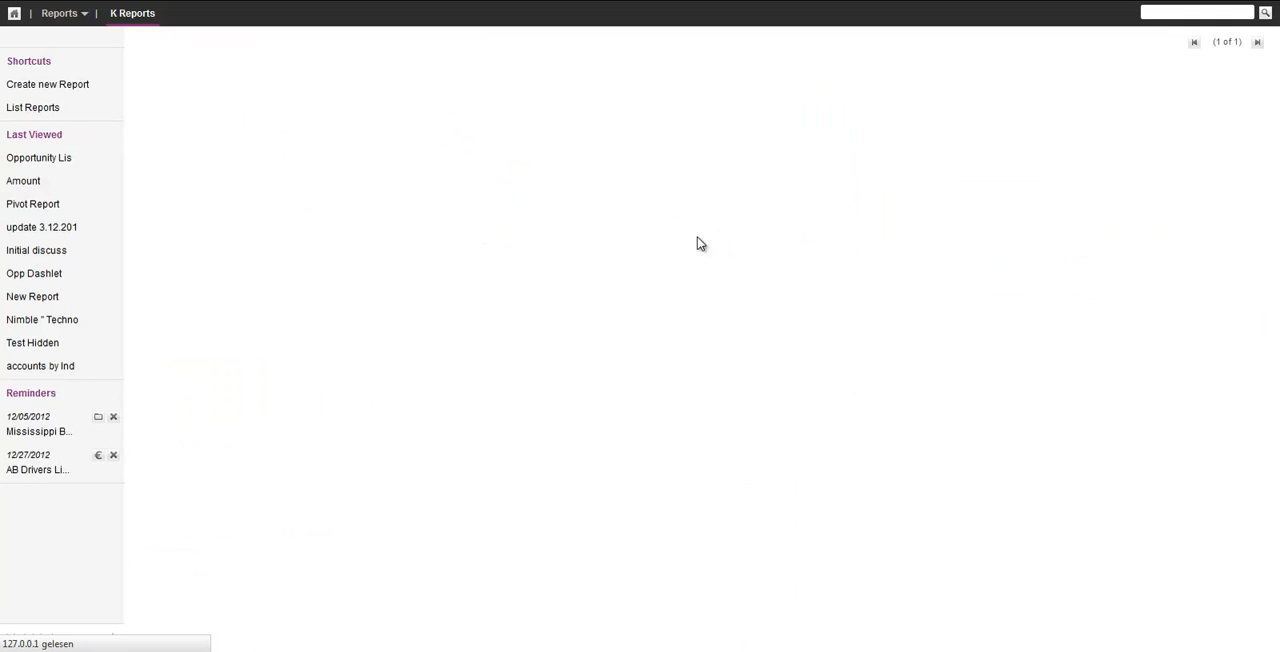 | Reports | K Reports
(1 of 1)
Shortcuts
Create new Report
List Reports
Last Viewed
Opportunity Lis
Amount
Pivot Report
update 3.12.201
Initial discuss
Opp Dashlet
New Report
Nimble " Techno
Test Hidden
accounts by Ind
Reminders
12/05/2012
Mississippi B...
12/27/2012 €
AB Drivers Li...
127.0.0.1 gelesen